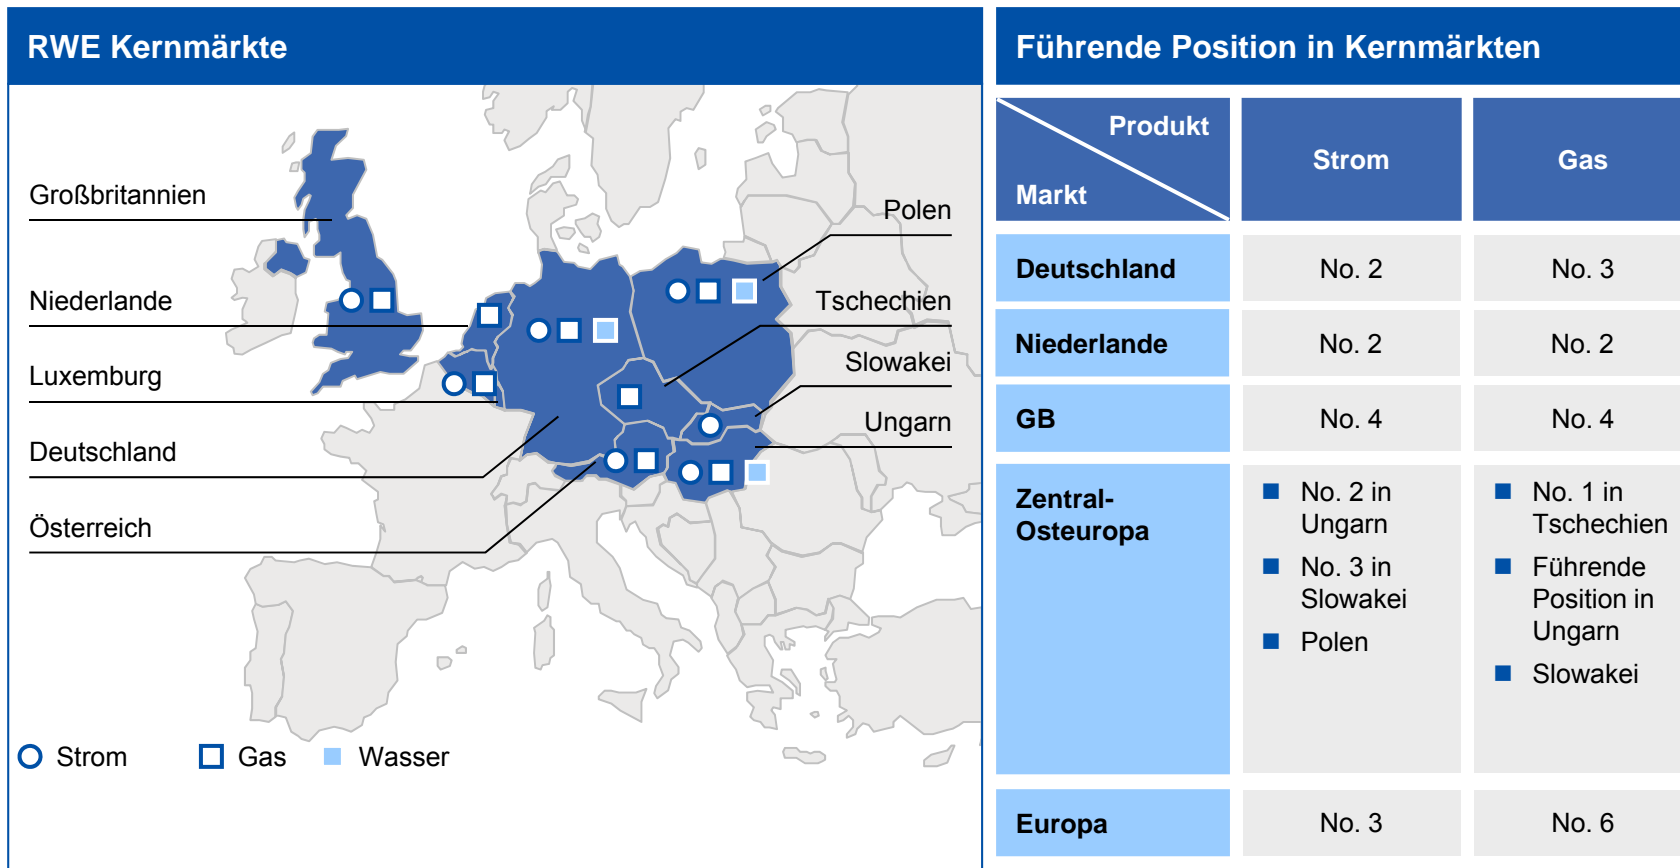 RWE Kernmärkte
Großbritannien
Niederlande
Luxemburg
Deutschland
Österreich
Polen
Tschechien
Slowakei
Ungarn
Strom
Gas
Wasser
Führende Position in Kernmärkten
Produkt
Markt
Strom
Gas
Deutschland
No. 2
No. 3
Niederlande
No. 2
No. 2
GB
No. 4
No. 4
Zentral-
Osteuropa
No. 2 in
Ungarn
No. 3 in
Slowakei
Polen
No. 1 in
Tschechien
Führende
Position in
Ungarn
Slowakei
Europa
No. 3
No. 6